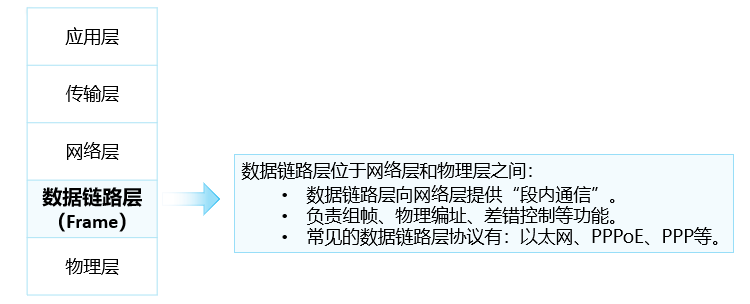 应用层
传输层
网络层
数据链路层
（Frame）
物理层
数据链路层位于网络层和物理层之间：
• 数据链路层向网络层提供“段内通信”。
• 负责组帧、物理编址、差错控制等功能。
• 常见的数据链路层协议有：以太网、PPPoE、PPP等。